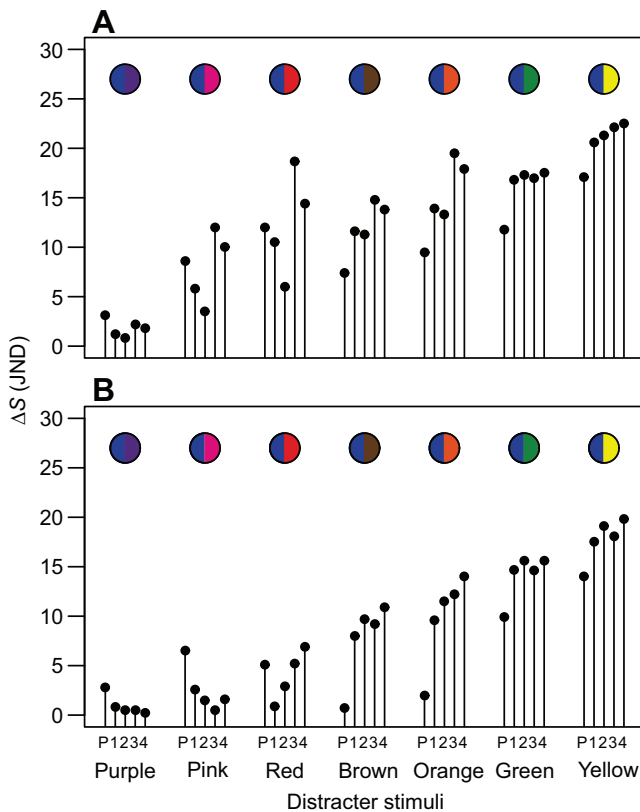 A
30
25
20
15
10
5
0
ΔS (JND)
B
30
25
20
15
10
5
0
P1234 P1234 P1234 P1234 P1234 P1234 P1234
Purple Pink Red Brown Orange Green Yellow
Distracter stimuli